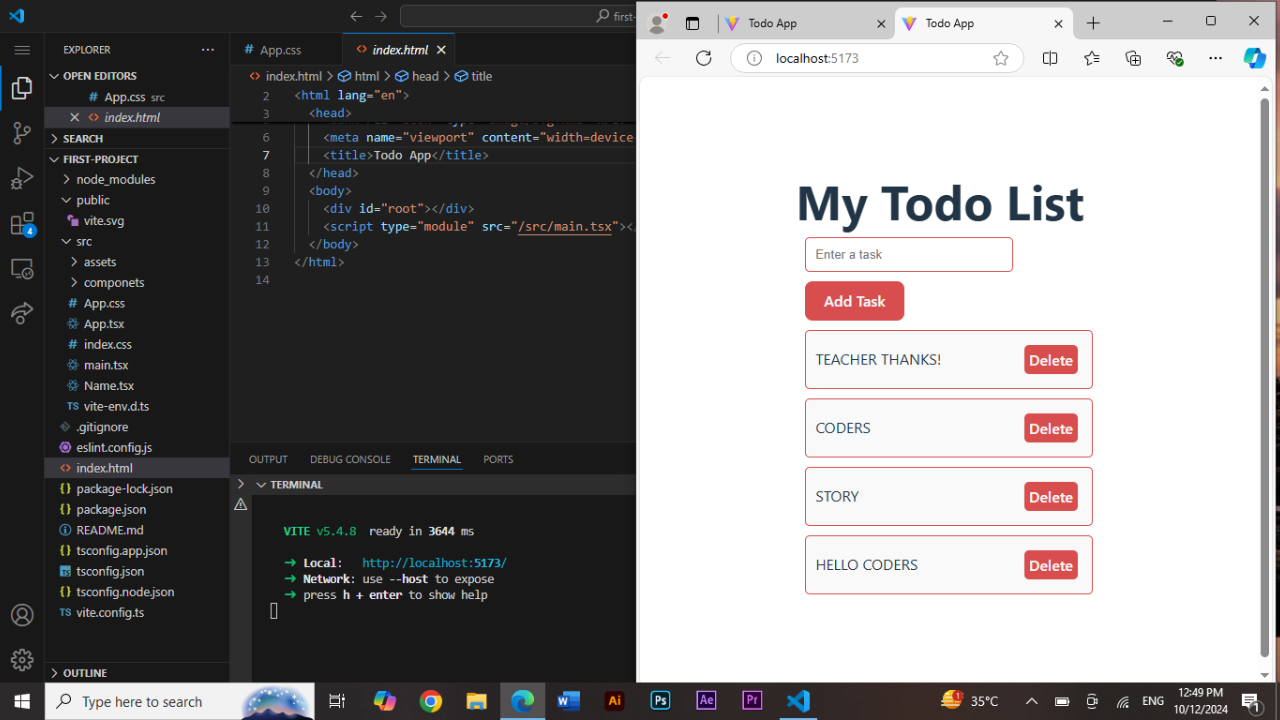 first-
EXPLORER
OPEN EDITORS
App.css src
index.html
SEARCH
FIRST-PROJECT
node_modules
public
vite.svg
src
assets
componets
App.css
App.tsx
index.css
main.tsx
Name.tsx
TS vite-env.d.ts
.gitignore
eslint.config.js
index.html
package-lock.json
package.json
README.md
tsconfig.app.json
tsconfig.json
tsconfig.node.json
TS vite.config.ts
OUTLINE
4
App.css
index.html
index.html > html > head > title
2 <html lang="en">
3 <head>
6 <meta name="viewport" content="width=device
7 <title>Todo App</title>
8 </head>
9 <body>
10 <div id="root"></div>
11 <script type="module" src="/src/main.tsx"></
12 </body>
13 </html>
14
OUTPUT DEBUG CONSOLE TERMINAL PORTS
TERMINAL
VITE v5.4.8 ready in 3644 ms
➜ Local: http://localhost:5173/
➜ Network: use --host to expose
➜ press h + enter to show help
Todo App
Todo App
localhost:5173
My Todo List
Enter a task
Add Task
TEACHER THANKS! Delete
CODERS Delete
STORY Delete
HELLO CODERS Delete
Type here to search
Ai
Ps
Ae
Pr
1
35°C
ENG
12:49 PM
10/12/2024
1